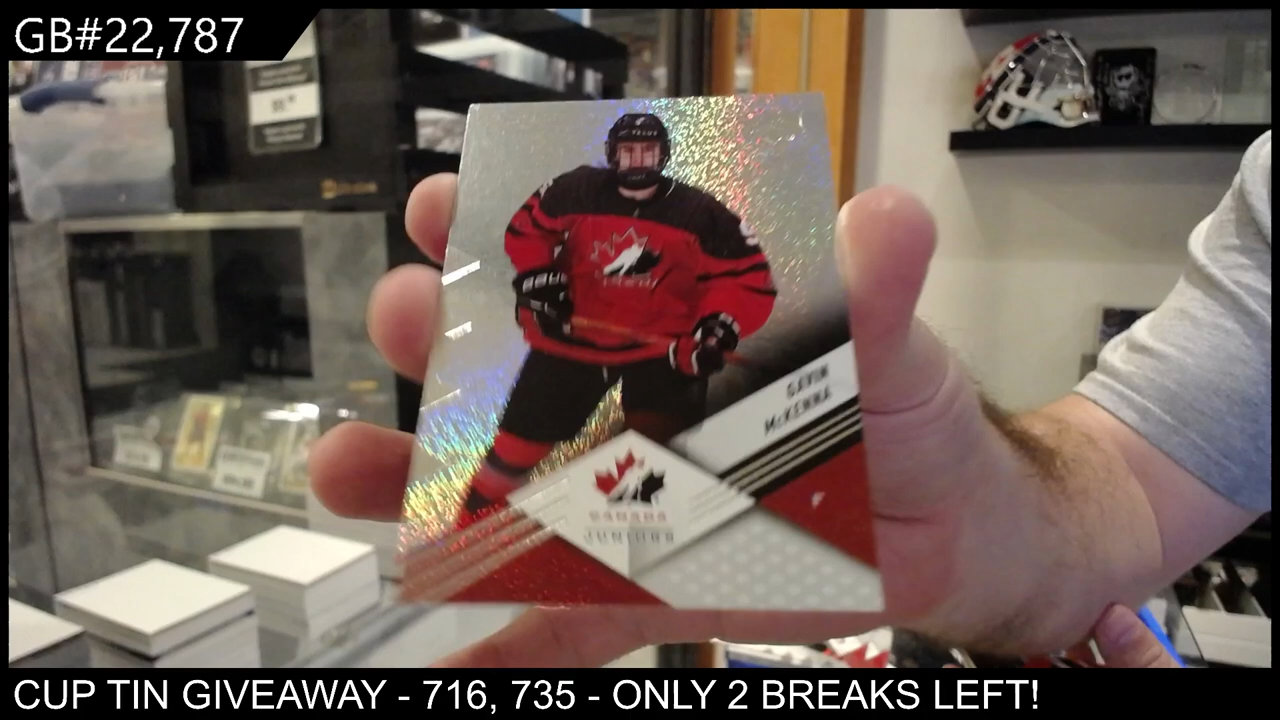 GB#22,787
GAVIN
McKENNA
CANADA
JUNIORS
CUP TIN GIVEAWAY - 716, 735 - ONLY 2 BREAKS LEFT!